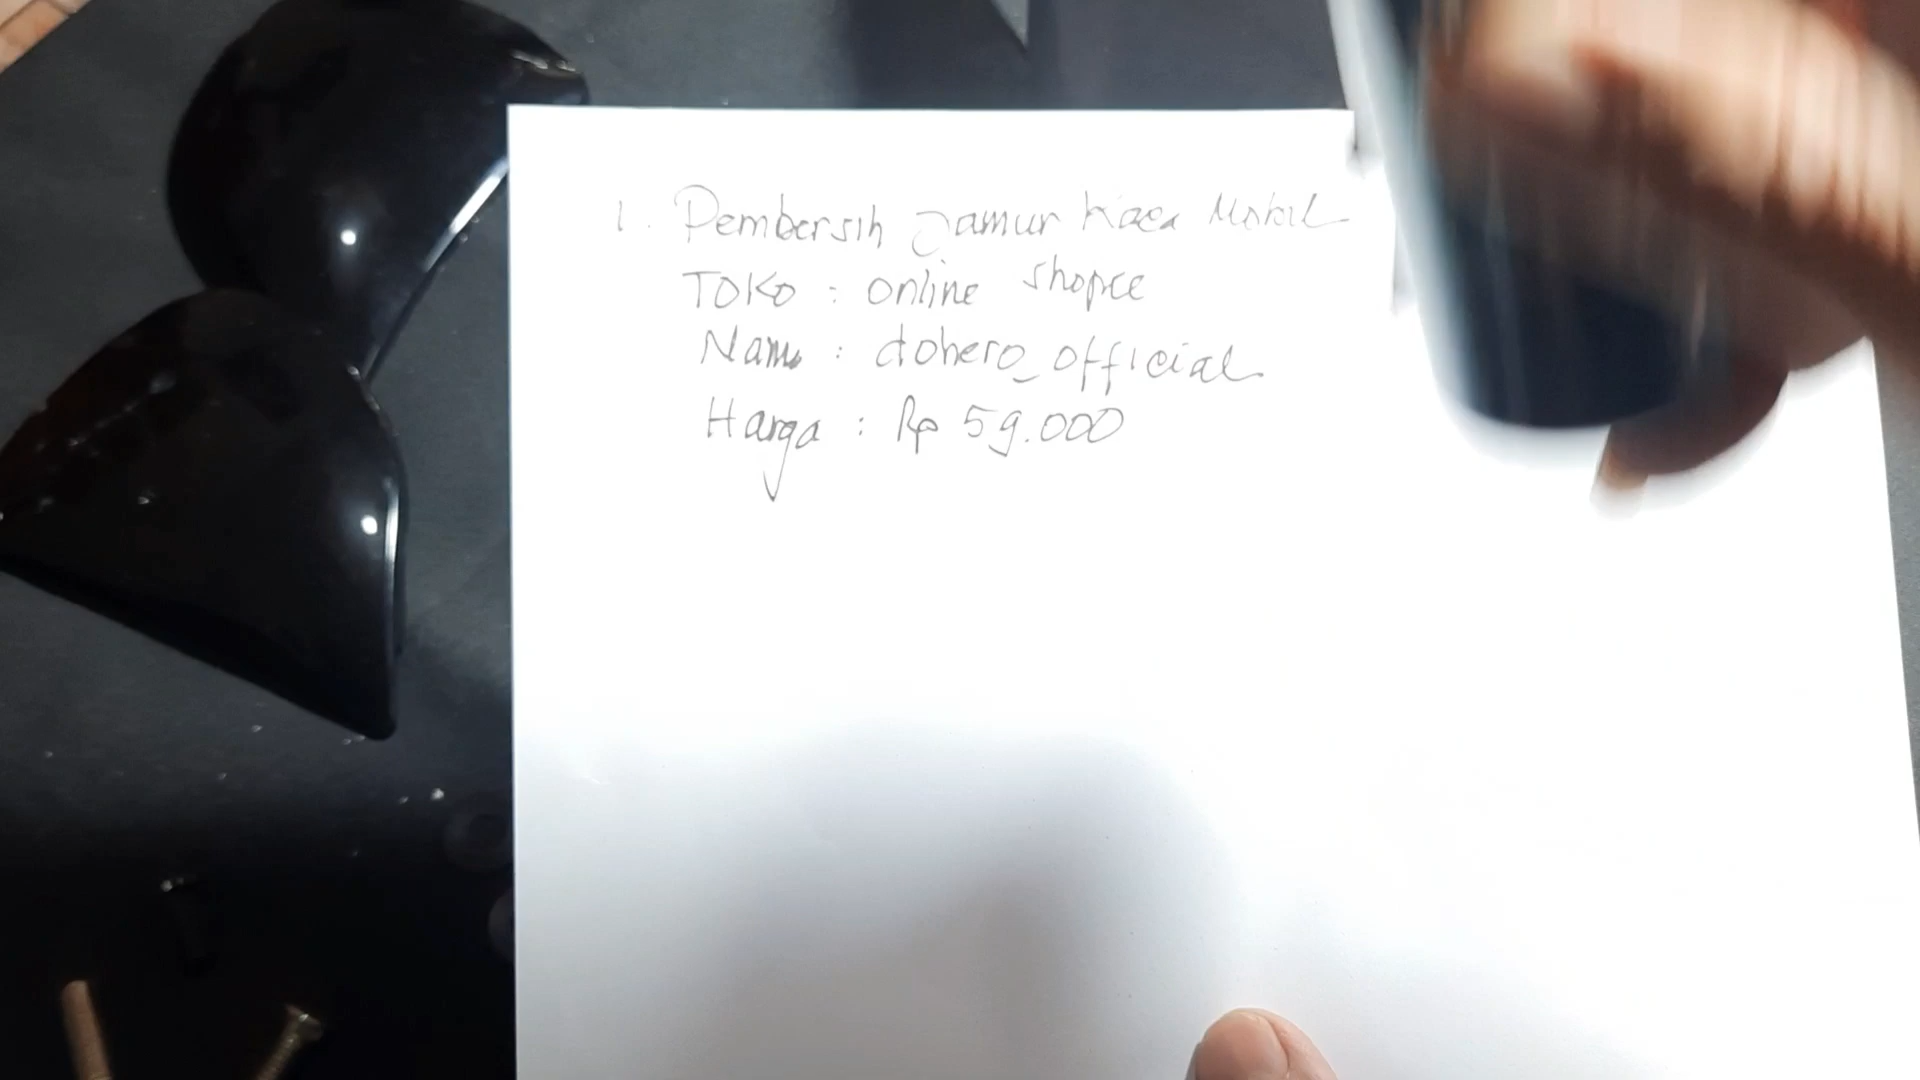 1. Pembersih Jamur Kaca Mobil
TOKO : online shopee
Nama : dohero_official
Harga : Rp 59.000